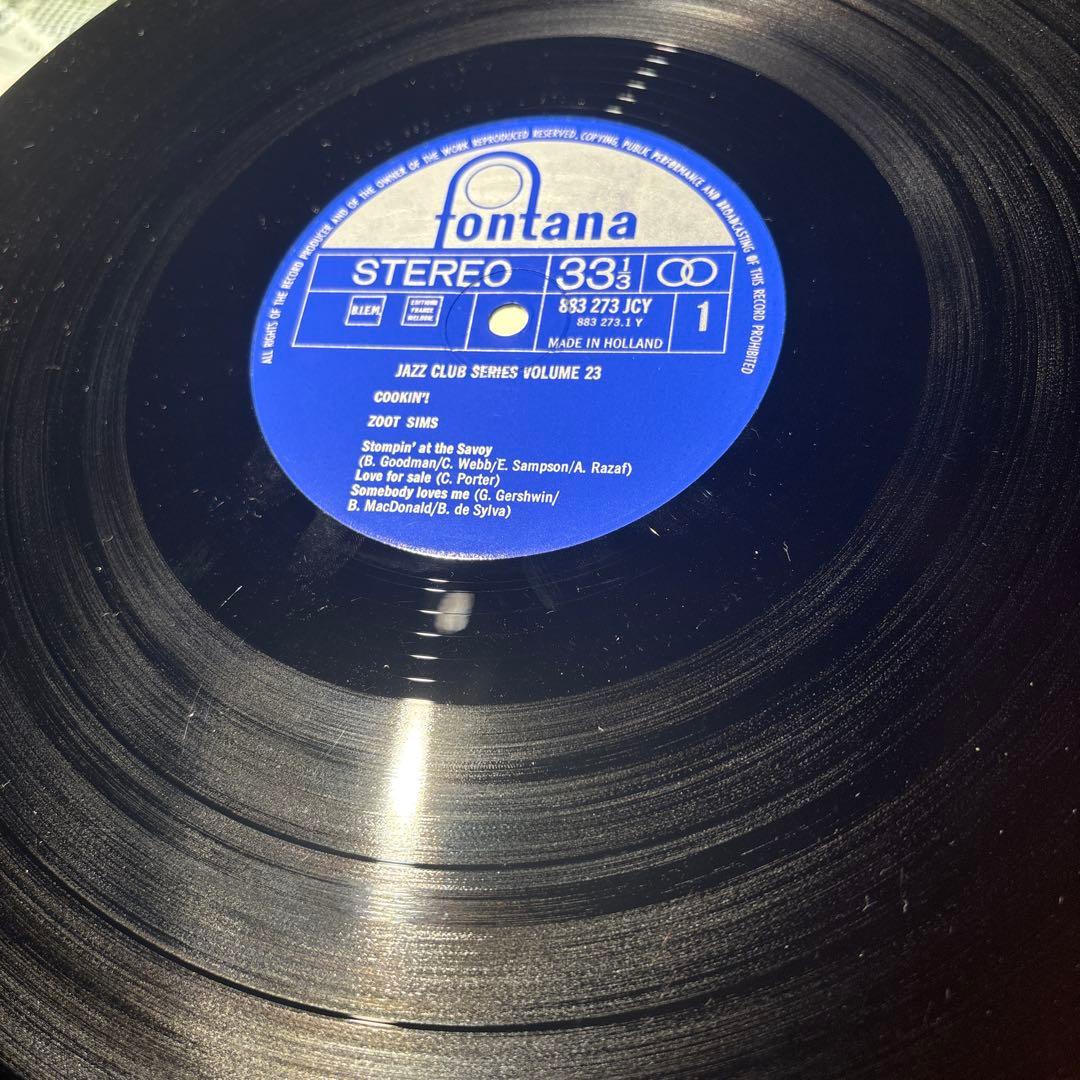 ALL RIGHTS OF THE RECORD PRODUCER AND OF THE OWNER OF THE WORK REPRODUCED RESERVED. COPYING, PUBLIC PERFORMANCE AND BROADCASTING OF THIS RECORD PROHIBITED
fontana
STEREO 33⅓
B.I.E.M. EDITIONS FRANCE 883 273 JCY 1
883 273.1 Y
MADE IN HOLLAND
JAZZ CLUB SERIES VOLUME 23
COOKIN'!
ZOOT SIMS
Stompin' at the Savoy
(B. Goodman/C. Webb/E. Sampson/A. Razaf)
Love for sale (C. Porter)
Somebody loves me (G. Gershwin/
B. MacDonald/B. de Sylva)